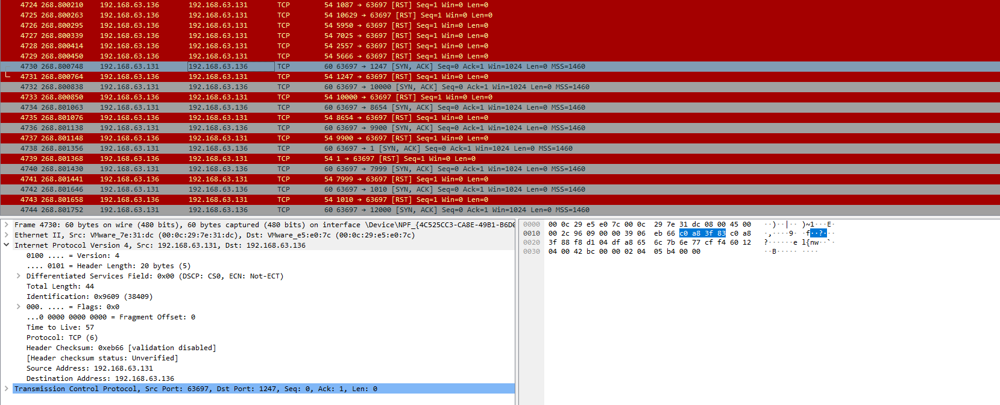 4724 268.800210 192.168.63.136 192.168.63.131 TCP 54 1087 → 63697 [RST] Seq=1 Win=0 Len=0
4725 268.800263 192.168.63.136 192.168.63.131 TCP 54 10629 → 63697 [RST] Seq=1 Win=0 Len=0
4726 268.800295 192.168.63.136 192.168.63.131 TCP 54 5950 → 63697 [RST] Seq=1 Win=0 Len=0
4727 268.800339 192.168.63.136 192.168.63.131 TCP 54 7025 → 63697 [RST] Seq=1 Win=0 Len=0
4728 268.800414 192.168.63.136 192.168.63.131 TCP 54 2557 → 63697 [RST] Seq=1 Win=0 Len=0
4729 268.800450 192.168.63.136 192.168.63.131 TCP 54 5666 → 63697 [RST] Seq=1 Win=0 Len=0
4730 268.800748 192.168.63.131 192.168.63.136 TCP 60 63697 → 1247 [SYN, ACK] Seq=0 Ack=1 Win=1024 Len=0 MSS=1460
4731 268.800764 192.168.63.136 192.168.63.131 TCP 54 1247 → 63697 [RST] Seq=1 Win=0 Len=0
4732 268.800838 192.168.63.131 192.168.63.136 TCP 60 63697 → 10000 [SYN, ACK] Seq=0 Ack=1 Win=1024 Len=0 MSS=1460
4733 268.800850 192.168.63.136 192.168.63.131 TCP 54 10000 → 63697 [RST] Seq=1 Win=0 Len=0
4734 268.801063 192.168.63.131 192.168.63.136 TCP 60 63697 → 8654 [SYN, ACK] Seq=0 Ack=1 Win=1024 Len=0 MSS=1460
4735 268.801076 192.168.63.136 192.168.63.131 TCP 54 8654 → 63697 [RST] Seq=1 Win=0 Len=0
4736 268.801138 192.168.63.131 192.168.63.136 TCP 60 63697 → 9900 [SYN, ACK] Seq=0 Ack=1 Win=1024 Len=0 MSS=1460
4737 268.801148 192.168.63.136 192.168.63.131 TCP 54 9900 → 63697 [RST] Seq=1 Win=0 Len=0
4738 268.801356 192.168.63.131 192.168.63.136 TCP 60 63697 → 1 [SYN, ACK] Seq=0 Ack=1 Win=1024 Len=0 MSS=1460
4739 268.801368 192.168.63.136 192.168.63.131 TCP 54 1 → 63697 [RST] Seq=1 Win=0 Len=0
4740 268.801430 192.168.63.131 192.168.63.136 TCP 60 63697 → 7999 [SYN, ACK] Seq=0 Ack=1 Win=1024 Len=0 MSS=1460
4741 268.801441 192.168.63.136 192.168.63.131 TCP 54 7999 → 63697 [RST] Seq=1 Win=0 Len=0
4742 268.801646 192.168.63.131 192.168.63.136 TCP 60 63697 → 1010 [SYN, ACK] Seq=0 Ack=1 Win=1024 Len=0 MSS=1460
4743 268.801658 192.168.63.136 192.168.63.131 TCP 54 1010 → 63697 [RST] Seq=1 Win=0 Len=0
4744 268.801752 192.168.63.131 192.168.63.136 TCP 60 63697 → 12000 [SYN, ACK] Seq=0 Ack=1 Win=1024 Len=0 MSS=1460
Frame 4730: 60 bytes on wire (480 bits), 60 bytes captured (480 bits) on interface \Device\NPF_{4C525CC3-CA8E-49B1-B6D0
Ethernet II, Src: VMware_7e:31:dc (00:0c:29:7e:31:dc), Dst: VMware_e5:e0:7c (00:0c:29:e5:e0:7c)
Internet Protocol Version 4, Src: 192.168.63.131, Dst: 192.168.63.136
0100 .... = Version: 4
.... 0101 = Header Length: 20 bytes (5)
Differentiated Services Field: 0x00 (DSCP: CS0, ECN: Not-ECT)
Total Length: 44
Identification: 0x9609 (38409)
000. .... = Flags: 0x0
...0 0000 0000 0000 = Fragment Offset: 0
Time to Live: 57
Protocol: TCP (6)
Header Checksum: 0xeb66 [validation disabled]
[Header checksum status: Unverified]
Source Address: 192.168.63.131
Destination Address: 192.168.63.136
Transmission Control Protocol, Src Port: 63697, Dst Port: 1247, Seq: 0, Ack: 1, Len: 0
0000 00 0c 29 e5 e0 7c 00 0c 29 7e 31 dc 08 00 45 00 ··)··|·· )~1···E·
0010 00 2c 96 09 00 00 39 06 eb 66 c0 a8 3f 83 c0 a8 ·,····9· ·f··?···
0020 3f 88 f8 d1 04 df a8 65 6c 7b 6e 77 cf f4 60 12 ?······e l{nw··`·
0030 04 00 42 bc 00 00 02 04 05 b4 00 00 ··B····· ····